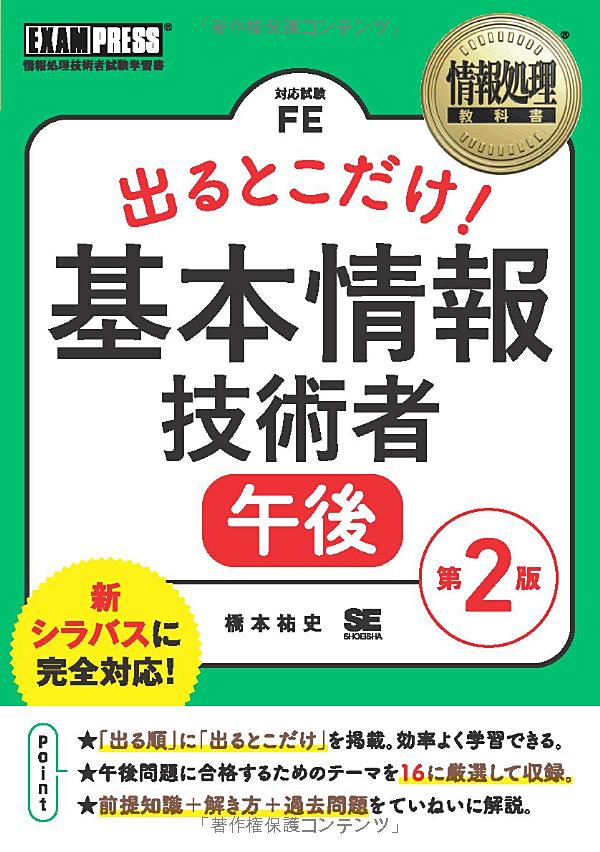 「著作権保護コンテンツ」
EXAMPRESS®
情報処理技術者試験学習書
情報処理®
教科書
対応試験
FE
出るとこだけ!
基本情報
技術者
午後
第2版
新
シラバスに
完全対応!
橋本祐史
SE
SHOEISHA
Point
★「出る順」に「出るとこだけ」を掲載。効率よく学習できる。
★午後問題に合格するためのテーマを16に厳選して収録。
★前提知識+解き方+過去問題をていねいに解説。
「著作権保護コンテンツ」